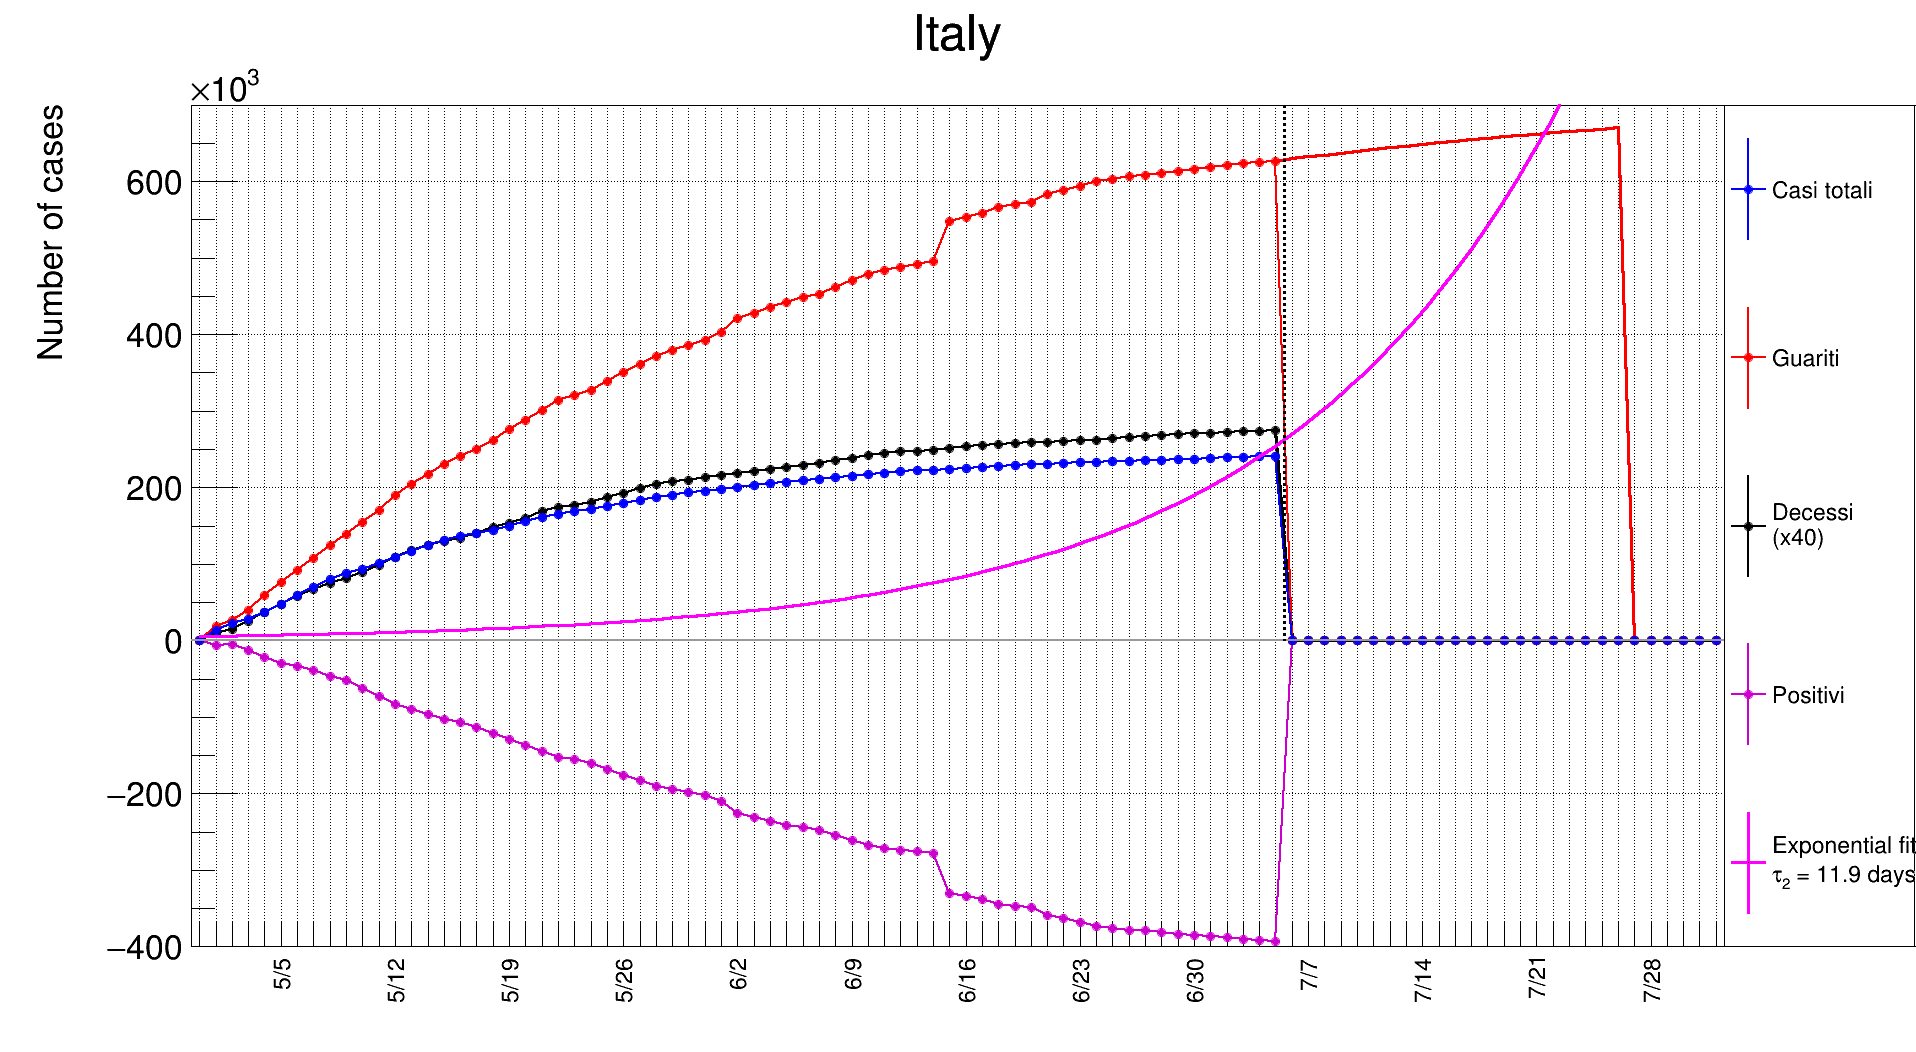 Italy
×10³
Number of cases
600
400
200
0
−200
−400
5/5
5/12
5/19
5/26
6/2
6/9
6/16
6/23
6/30
7/7
7/14
7/21
7/28
Casi totali
Guariti
Decessi
(x40)
Positivi
Exponential fit
τ₂ = 11.9 days